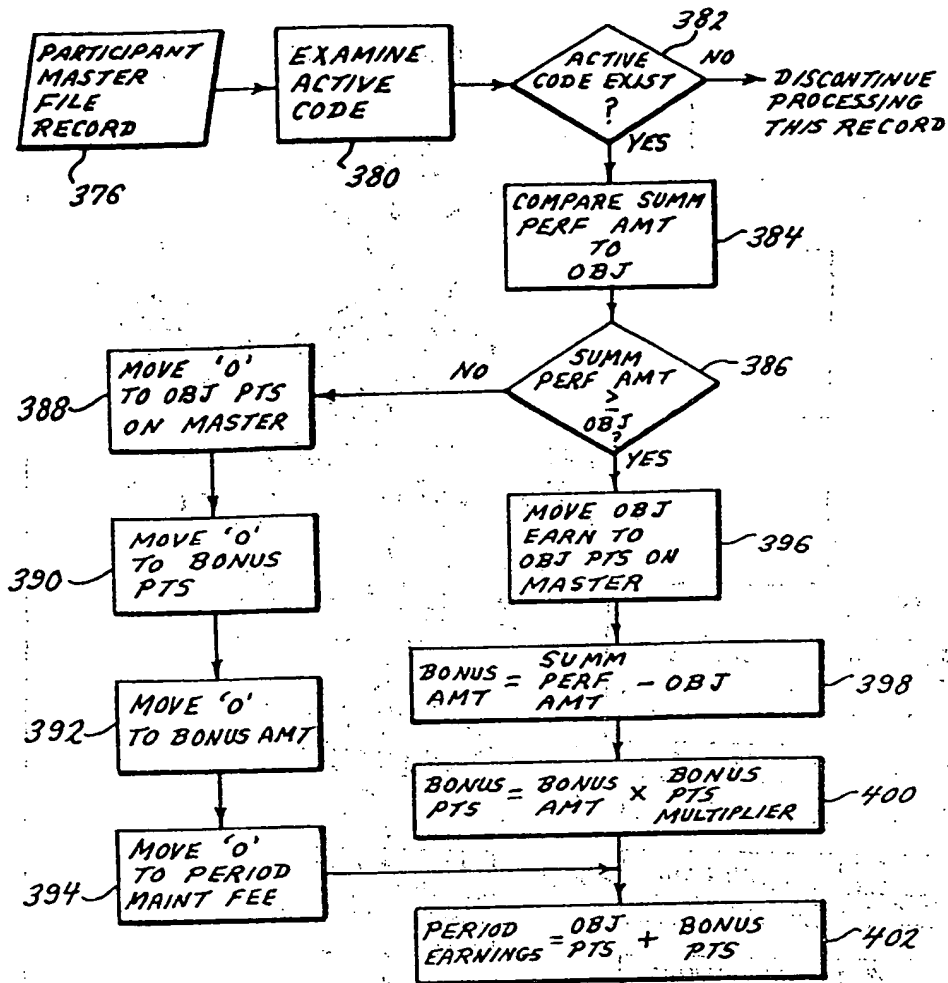 PARTICIPANT
MASTER
FILE
RECORD
376
EXAMINE
ACTIVE
CODE
380
382
ACTIVE
CODE EXIST
?
NO
DISCONTINUE
PROCESSING
THIS RECORD
YES
COMPARE SUMM
PERF AMT
TO
OBJ
384
SUMM
PERF AMT
≥
OBJ
?
386
NO
YES
MOVE 'O'
TO OBJ PTS
ON MASTER
388
MOVE 'O'
TO BONUS
PTS
390
MOVE 'O'
TO BONUS AMT
392
MOVE 'O'
TO PERIOD
MAINT FEE
394
MOVE OBJ
EARN TO
OBJ PTS ON
MASTER
396
BONUS AMT = SUMM PERF AMT - OBJ
398
BONUS PTS = BONUS AMT X BONUS PTS MULTIPLIER
400
PERIOD EARNINGS = OBJ PTS + BONUS PTS
402